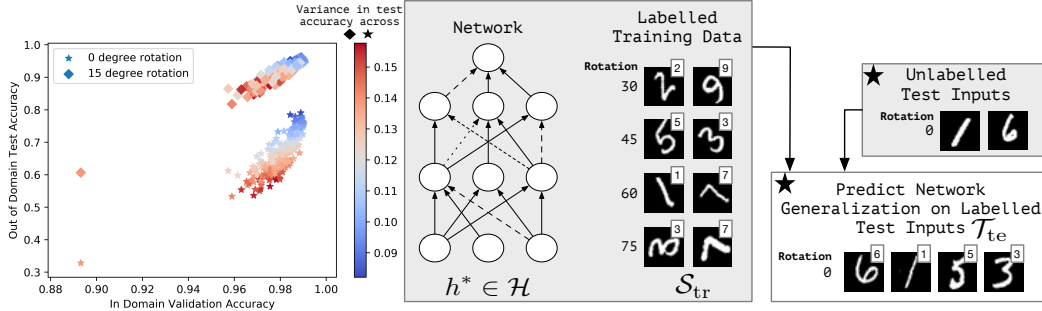 Variance in test
accuracy across
◆ ★
0 degree rotation
15 degree rotation
Out of Domain Test Accuracy
1.0
0.9
0.8
0.7
0.6
0.5
0.4
0.3
0.88
0.90
0.92
0.94
0.96
0.98
1.00
In Domain Validation Accuracy
0.15
0.14
0.13
0.12
0.11
0.10
0.09
Network
h* ∈ ℋ
Labelled
Training Data
Rotation
30
2
9
45
5
3
60
1
7
75
3
7
𝒮tr
Unlabelled
Test Inputs
Rotation
0
Predict Network
Generalization on Labelled
Test Inputs 𝒯te
Rotation
0
6
1
5
3